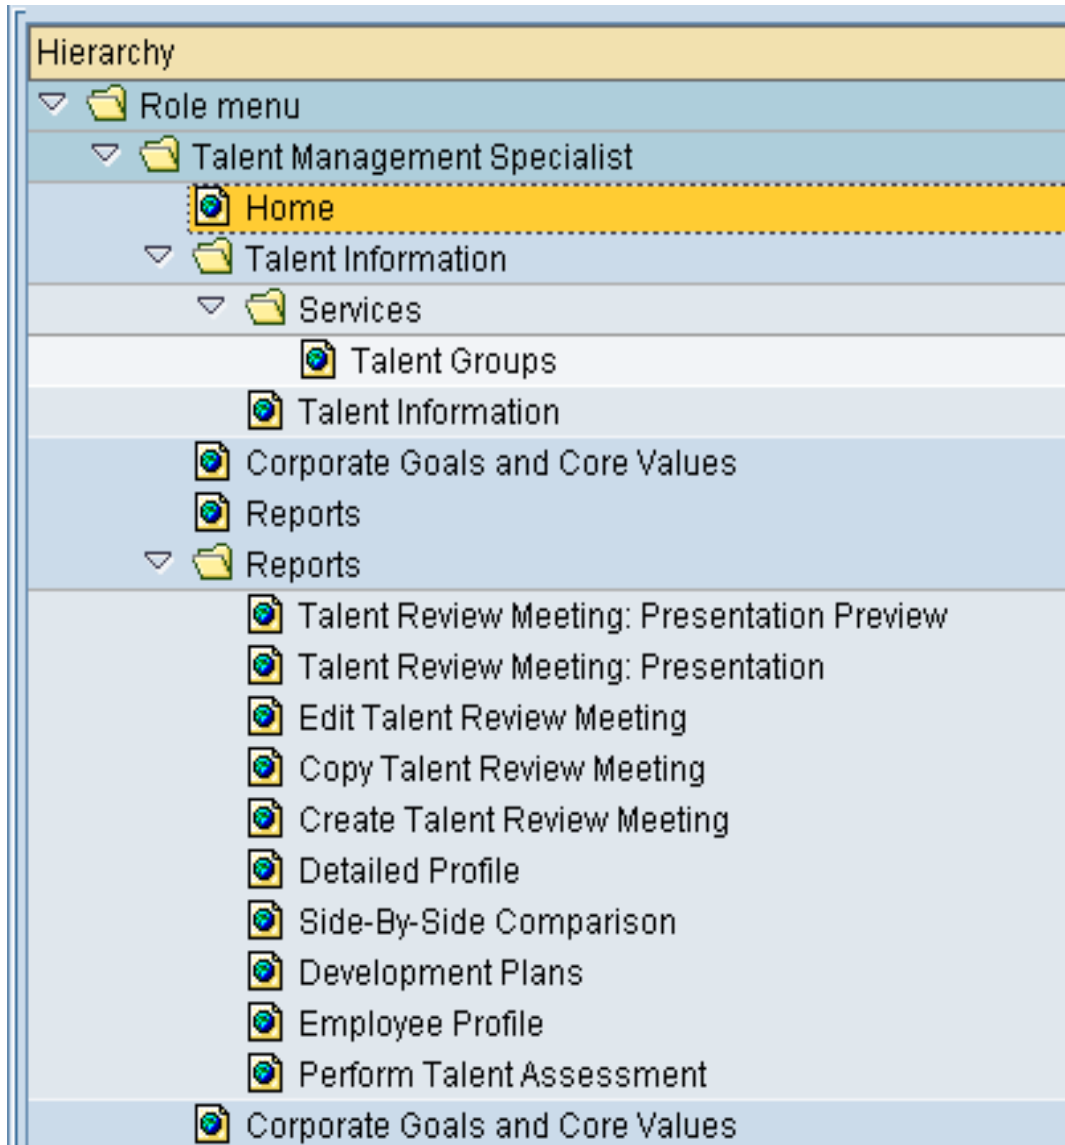 Hierarchy
Role menu
Talent Management Specialist
Home
Talent Information
Services
Talent Groups
Talent Information
Corporate Goals and Core Values
Reports
Reports
Talent Review Meeting: Presentation Preview
Talent Review Meeting: Presentation
Edit Talent Review Meeting
Copy Talent Review Meeting
Create Talent Review Meeting
Detailed Profile
Side-By-Side Comparison
Development Plans
Employee Profile
Perform Talent Assessment
Corporate Goals and Core Values